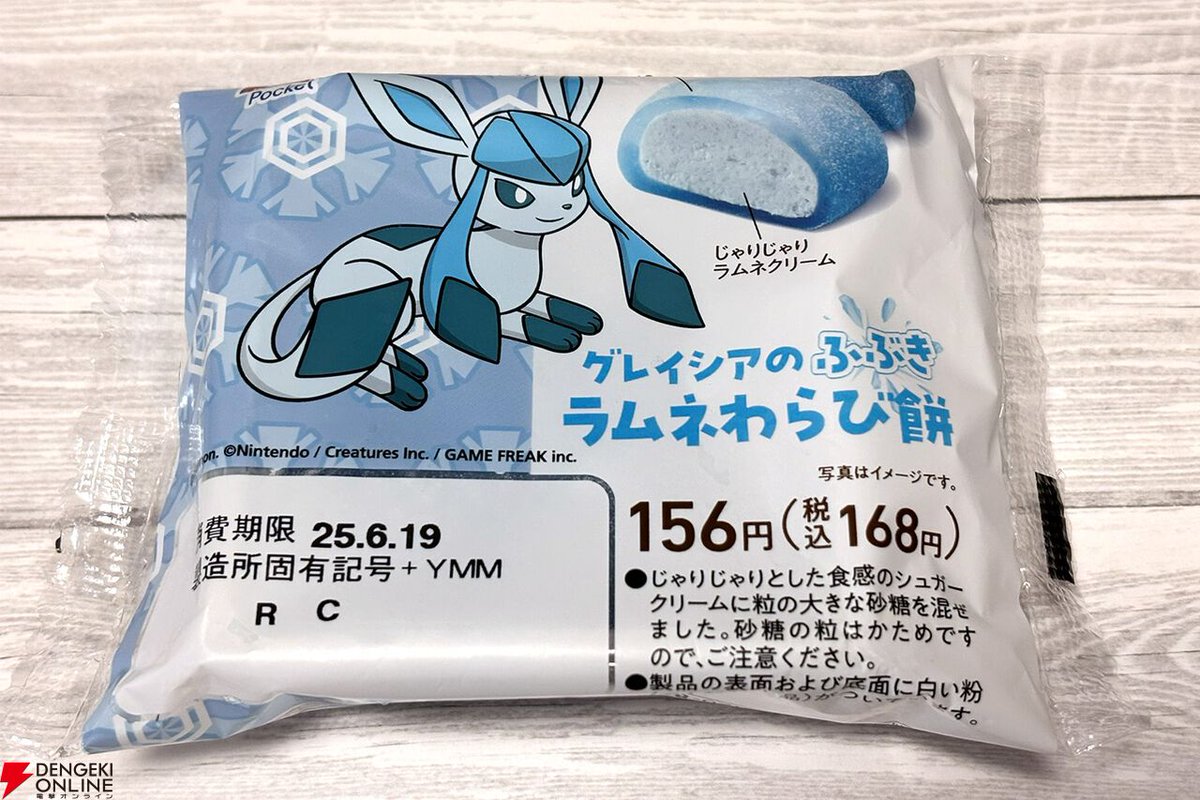 Pocket
じゃりじゃり
ラムネクリーム
グレイシアのふぶき
ラムネわらび餅
on. ©Nintendo / Creatures Inc. / GAME FREAK inc.
写真はイメージです。
156円(税込168円)
費期限 25.6.19
造所固有記号+YMM
R C
●じゃりじゃりとした食感のシュガー
クリームに粒の大きな砂糖を混ぜ
ました。砂糖の粒はかためです
ので、ご注意ください。
●製品の表面および底面に白い粉
DENGEKI
ONLINE
電撃オンライン